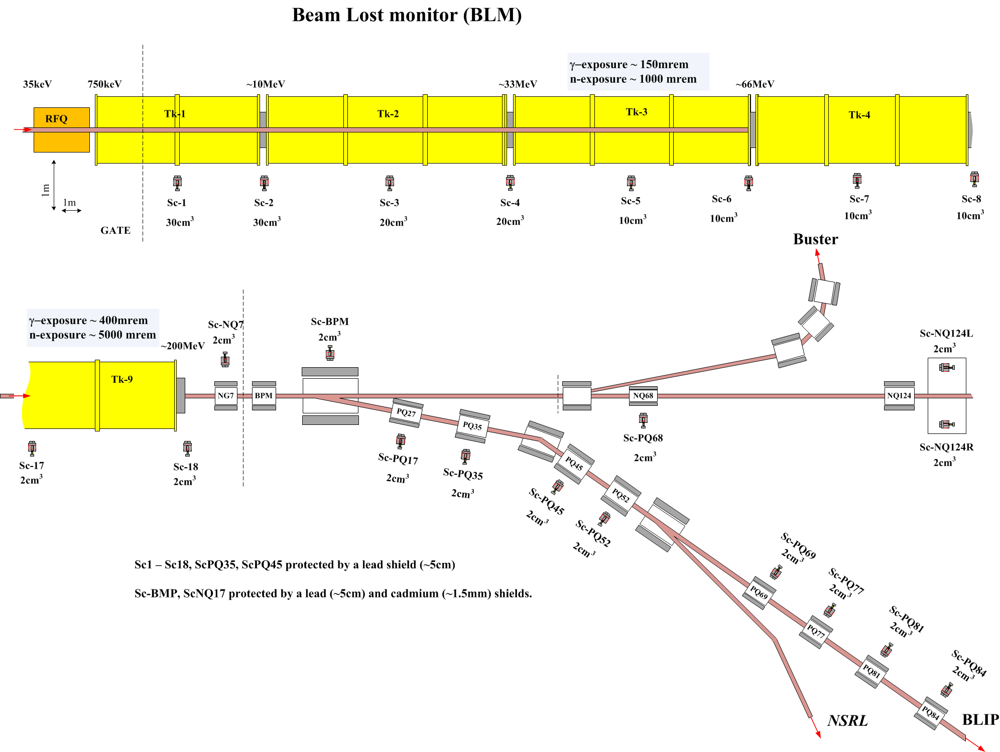 Beam Lost monitor (BLM)
γ–exposure ~ 150mrem
n-exposure ~ 1000 mrem
35keV
750keV
~10MeV
~33MeV
~66MeV
RFQ
Tk-1
Tk-2
Tk-3
Tk-4
1m
1m
Sc-1
30cm³
Sc-2
30cm³
Sc-3
20cm³
Sc-4
20cm³
Sc-5
10cm³
Sc-6
10cm³
Sc-7
10cm³
Sc-8
10cm³
GATE
Buster
γ–exposure ~ 400mrem
n-exposure ~ 5000 mrem
~200MeV
Sc-NQ7
2cm³
Sc-BPM
2cm³
Sc-NQ124L
2cm³
Tk-9
NG7
BPM
NQ68
NQ124
PQ27
PQ35
PQ45
PQ52
Sc-17
2cm³
Sc-18
2cm³
Sc-PQ17
2cm³
Sc-PQ35
2cm³
Sc-PQ45
2cm³
Sc-PQ52
2cm³
Sc-PQ68
2cm³
Sc-NQ124R
2cm³
Sc-PQ69
2cm³
Sc-PQ77
2cm³
Sc-PQ81
2cm³
Sc-PQ84
2cm³
PQ69
PQ77
PQ81
PQ84
Sc1 – Sc18, ScPQ35, ScPQ45 protected by a lead shield (~5cm)
Sc-BMP, ScNQ17 protected by a lead (~5cm) and cadmium (~1.5mm) shields.
NSRL
BLIP